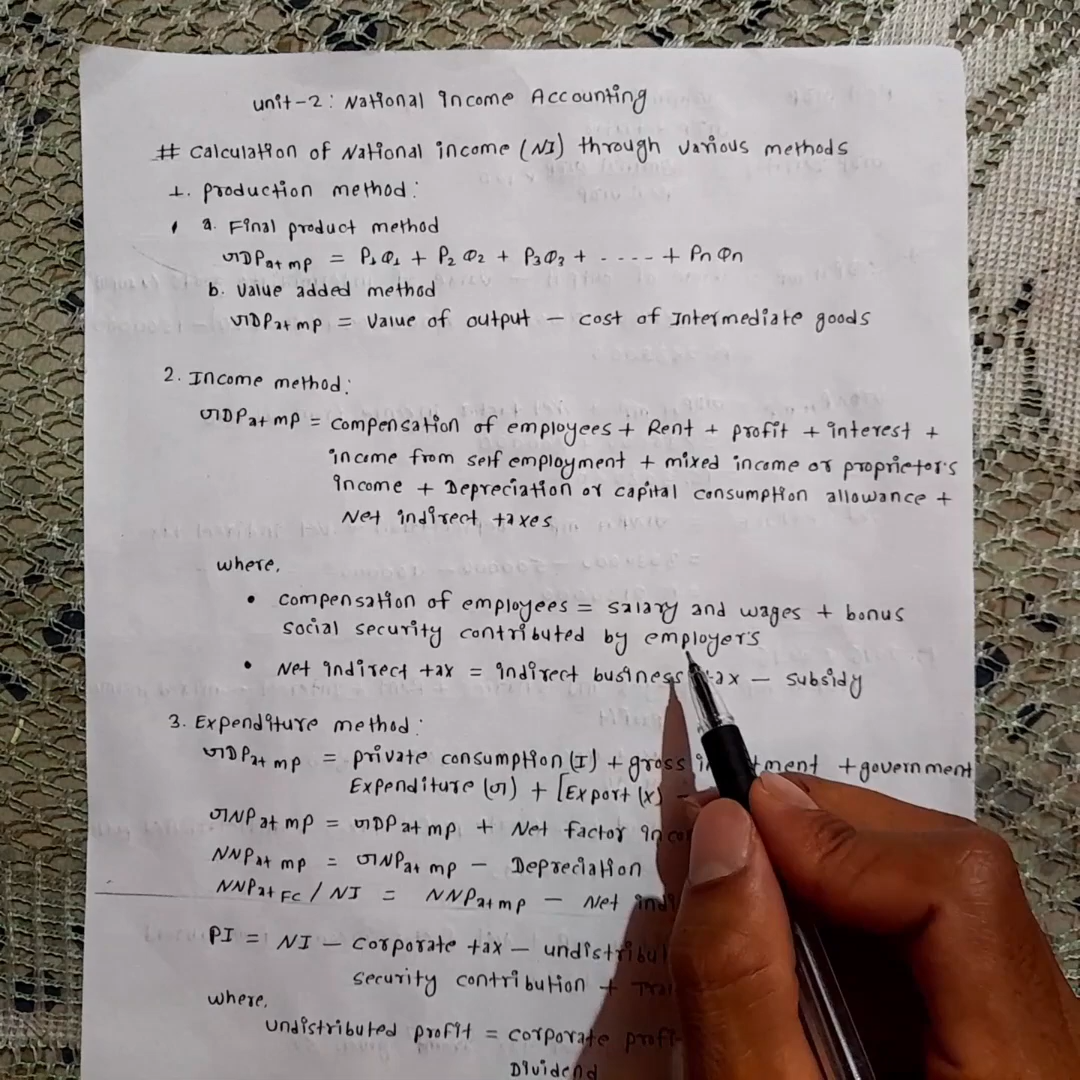 unit-2: National Income Accounting
# Calculation of National income (NI) through various methods
1. production method:
a. Final product method
GDPat mp = P1Q1 + P2Q2 + P3Q3 + ---- + PnQn
b. Value added method
GDPat mp = Value of output - cost of Intermediate goods
2. Income method:
GDPat mp = compensation of employees + Rent + profit + interest +
income from self employment + mixed income or proprietor's
income + Depreciation or capital consumption allowance +
Net indirect taxes
where,
• compensation of employees = salary and wages + bonus
social security contributed by employer's
• Net indirect tax = indirect business tax - subsidy
3. Expenditure method:
GDPat mp = private consumption (I) + gross + government
Expenditure (G) + [Export (X) -
GNPat mp = GDPat mp + Net factor
NNPat mp = GNPat mp - Depreciation
NNPat FC / NI = NNPat mp - Net
PI = NI - corporate tax -
security contribution +
where,
undistributed profit = corporate
Dividend